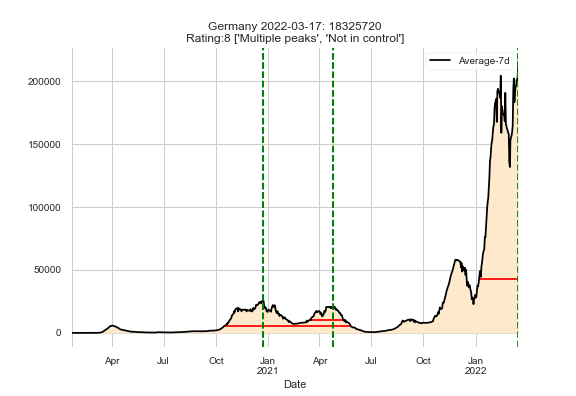 Germany 2022-03-17: 18325720
Rating:8 ['Multiple peaks', 'Not in control']
Average-7d
200000
150000
100000
50000
0
Apr Jul Oct Jan Apr Jul Oct Jan
2021 2022
Date